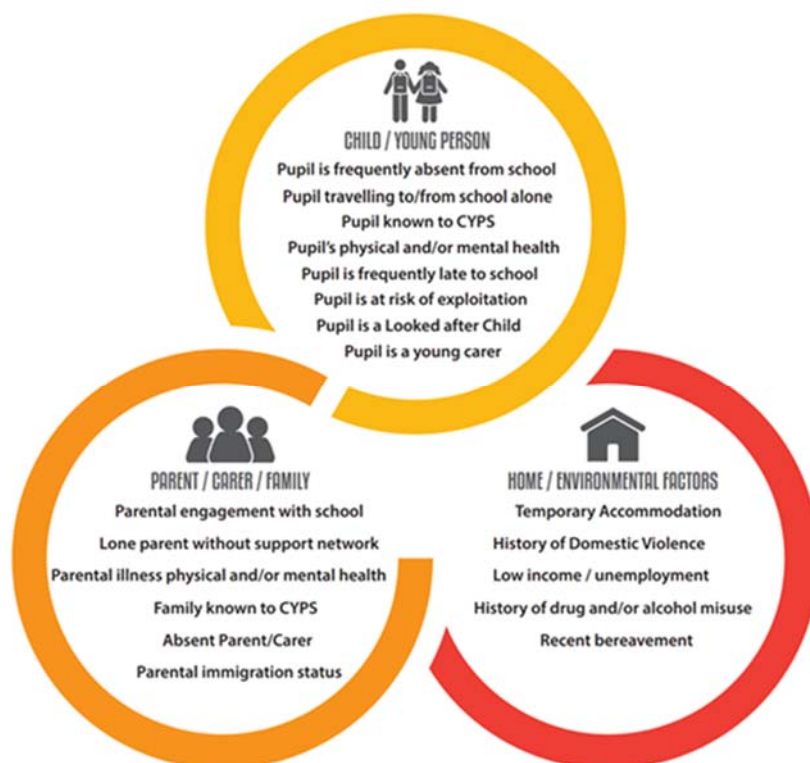 CHILD / YOUNG PERSON
Pupil is frequently absent from school
Pupil travelling to/from school alone
Pupil known to CYPS
Pupil's physical and/or mental health
Pupil is frequently late to school
Pupil is at risk of exploitation
Pupil is a Looked after Child
Pupil is a young carer
PARENT / CARER / FAMILY
Parental engagement with school
Lone parent without support network
Parental illness physical and/or mental health
Family known to CYPS
Absent Parent/Carer
Parental immigration status
HOME / ENVIRONMENTAL FACTORS
Temporary Accommodation
History of Domestic Violence
Low income / unemployment
History of drug and/or alcohol misuse
Recent bereavement